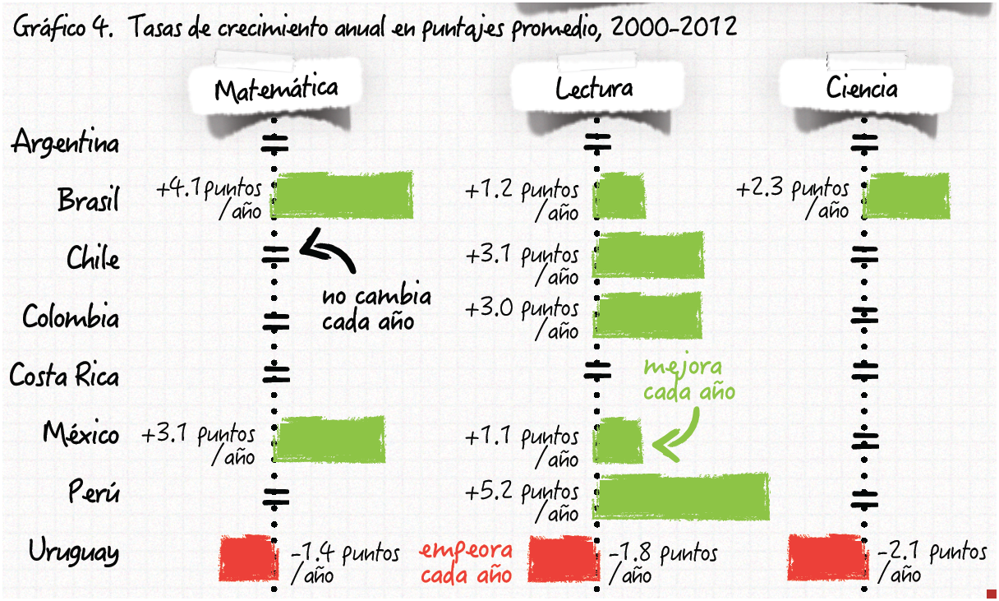 Gráfico 4. Tasas de crecimiento anual en puntajes promedio, 2000-2012
Matemática
Lectura
Ciencia
Argentina
Brasil
+4.1 puntos
/año
+1.2 puntos
/año
+2.3 puntos
/año
Chile
no cambia
cada año
+3.1 puntos
/año
Colombia
+3.0 puntos
/año
Costa Rica
mejora
cada año
México
+3.1 puntos
/año
+1.1 puntos
/año
Perú
+5.2 puntos
/año
Uruguay
-1.4 puntos
/año
empeora
cada año
-1.8 puntos
/año
-2.1 puntos
/año